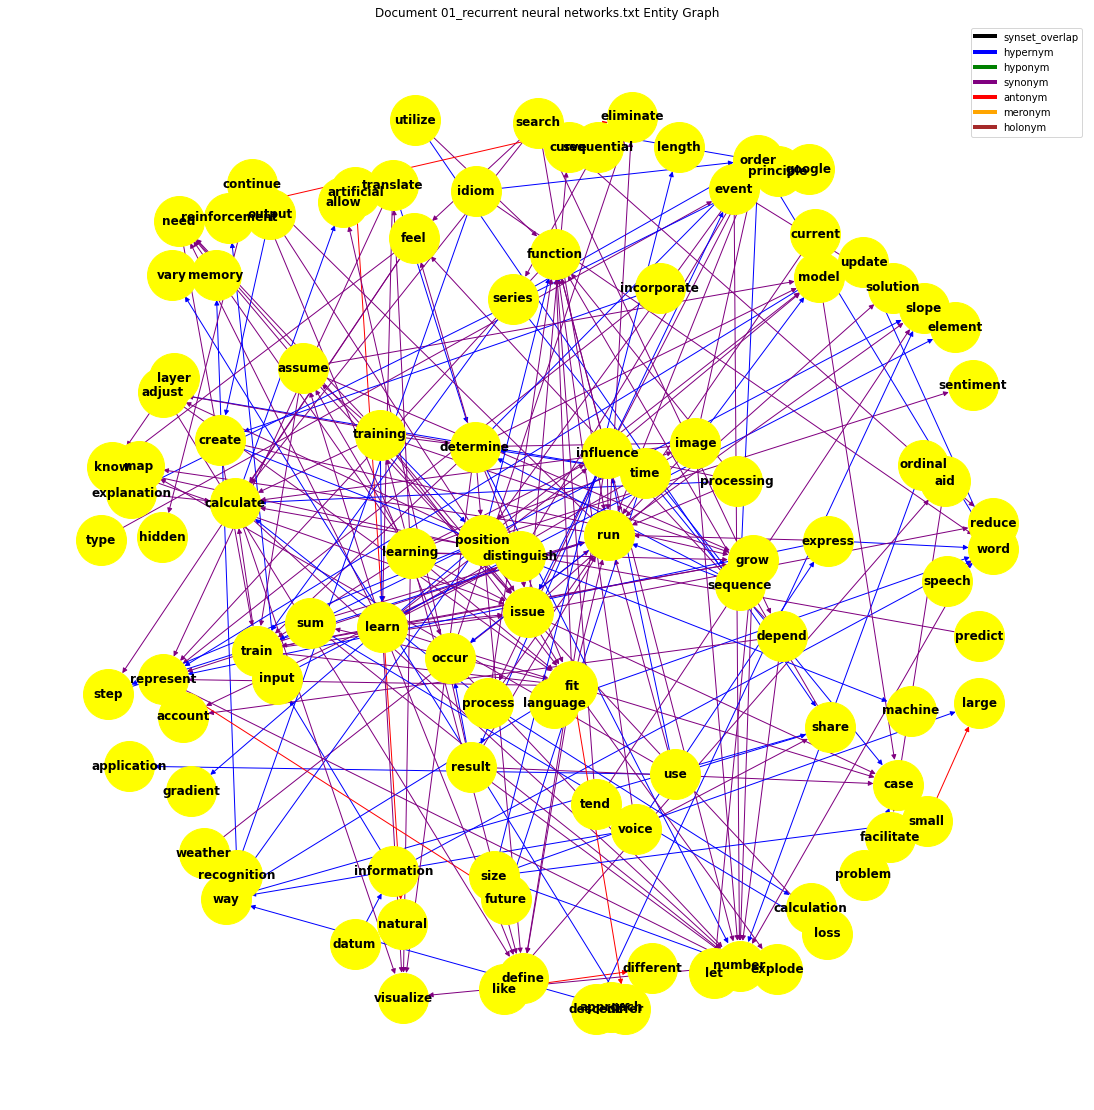 Document 01_recurrent neural networks.txt Entity Graph
synset_overlap
hypernym
hyponym
synonym
antonym
meronym
holonym
utilize
search
eliminate
curve
sequential
length
order
principle
google
event
continue
artificial
translate
allow
idiom
need
reinforcement
output
feel
function
current
update
model
vary
memory
series
incorporate
solution
slope
element
assume
layer
adjust
sentiment
create
training
determine
influence
image
time
know
map
explanation
processing
ordinal
aid
calculate
type
hidden
learning
position
distinguish
run
express
reduce
word
grow
sequence
speech
issue
sum
learn
depend
predict
train
input
occur
step
represent
account
process
language
fit
share
machine
large
application
gradient
result
use
case
tend
voice
small
facilitate
weather
recognition
way
information
size
future
problem
calculation
loss
natural
datum
visualize
like
define
different
let
number
explode
approach